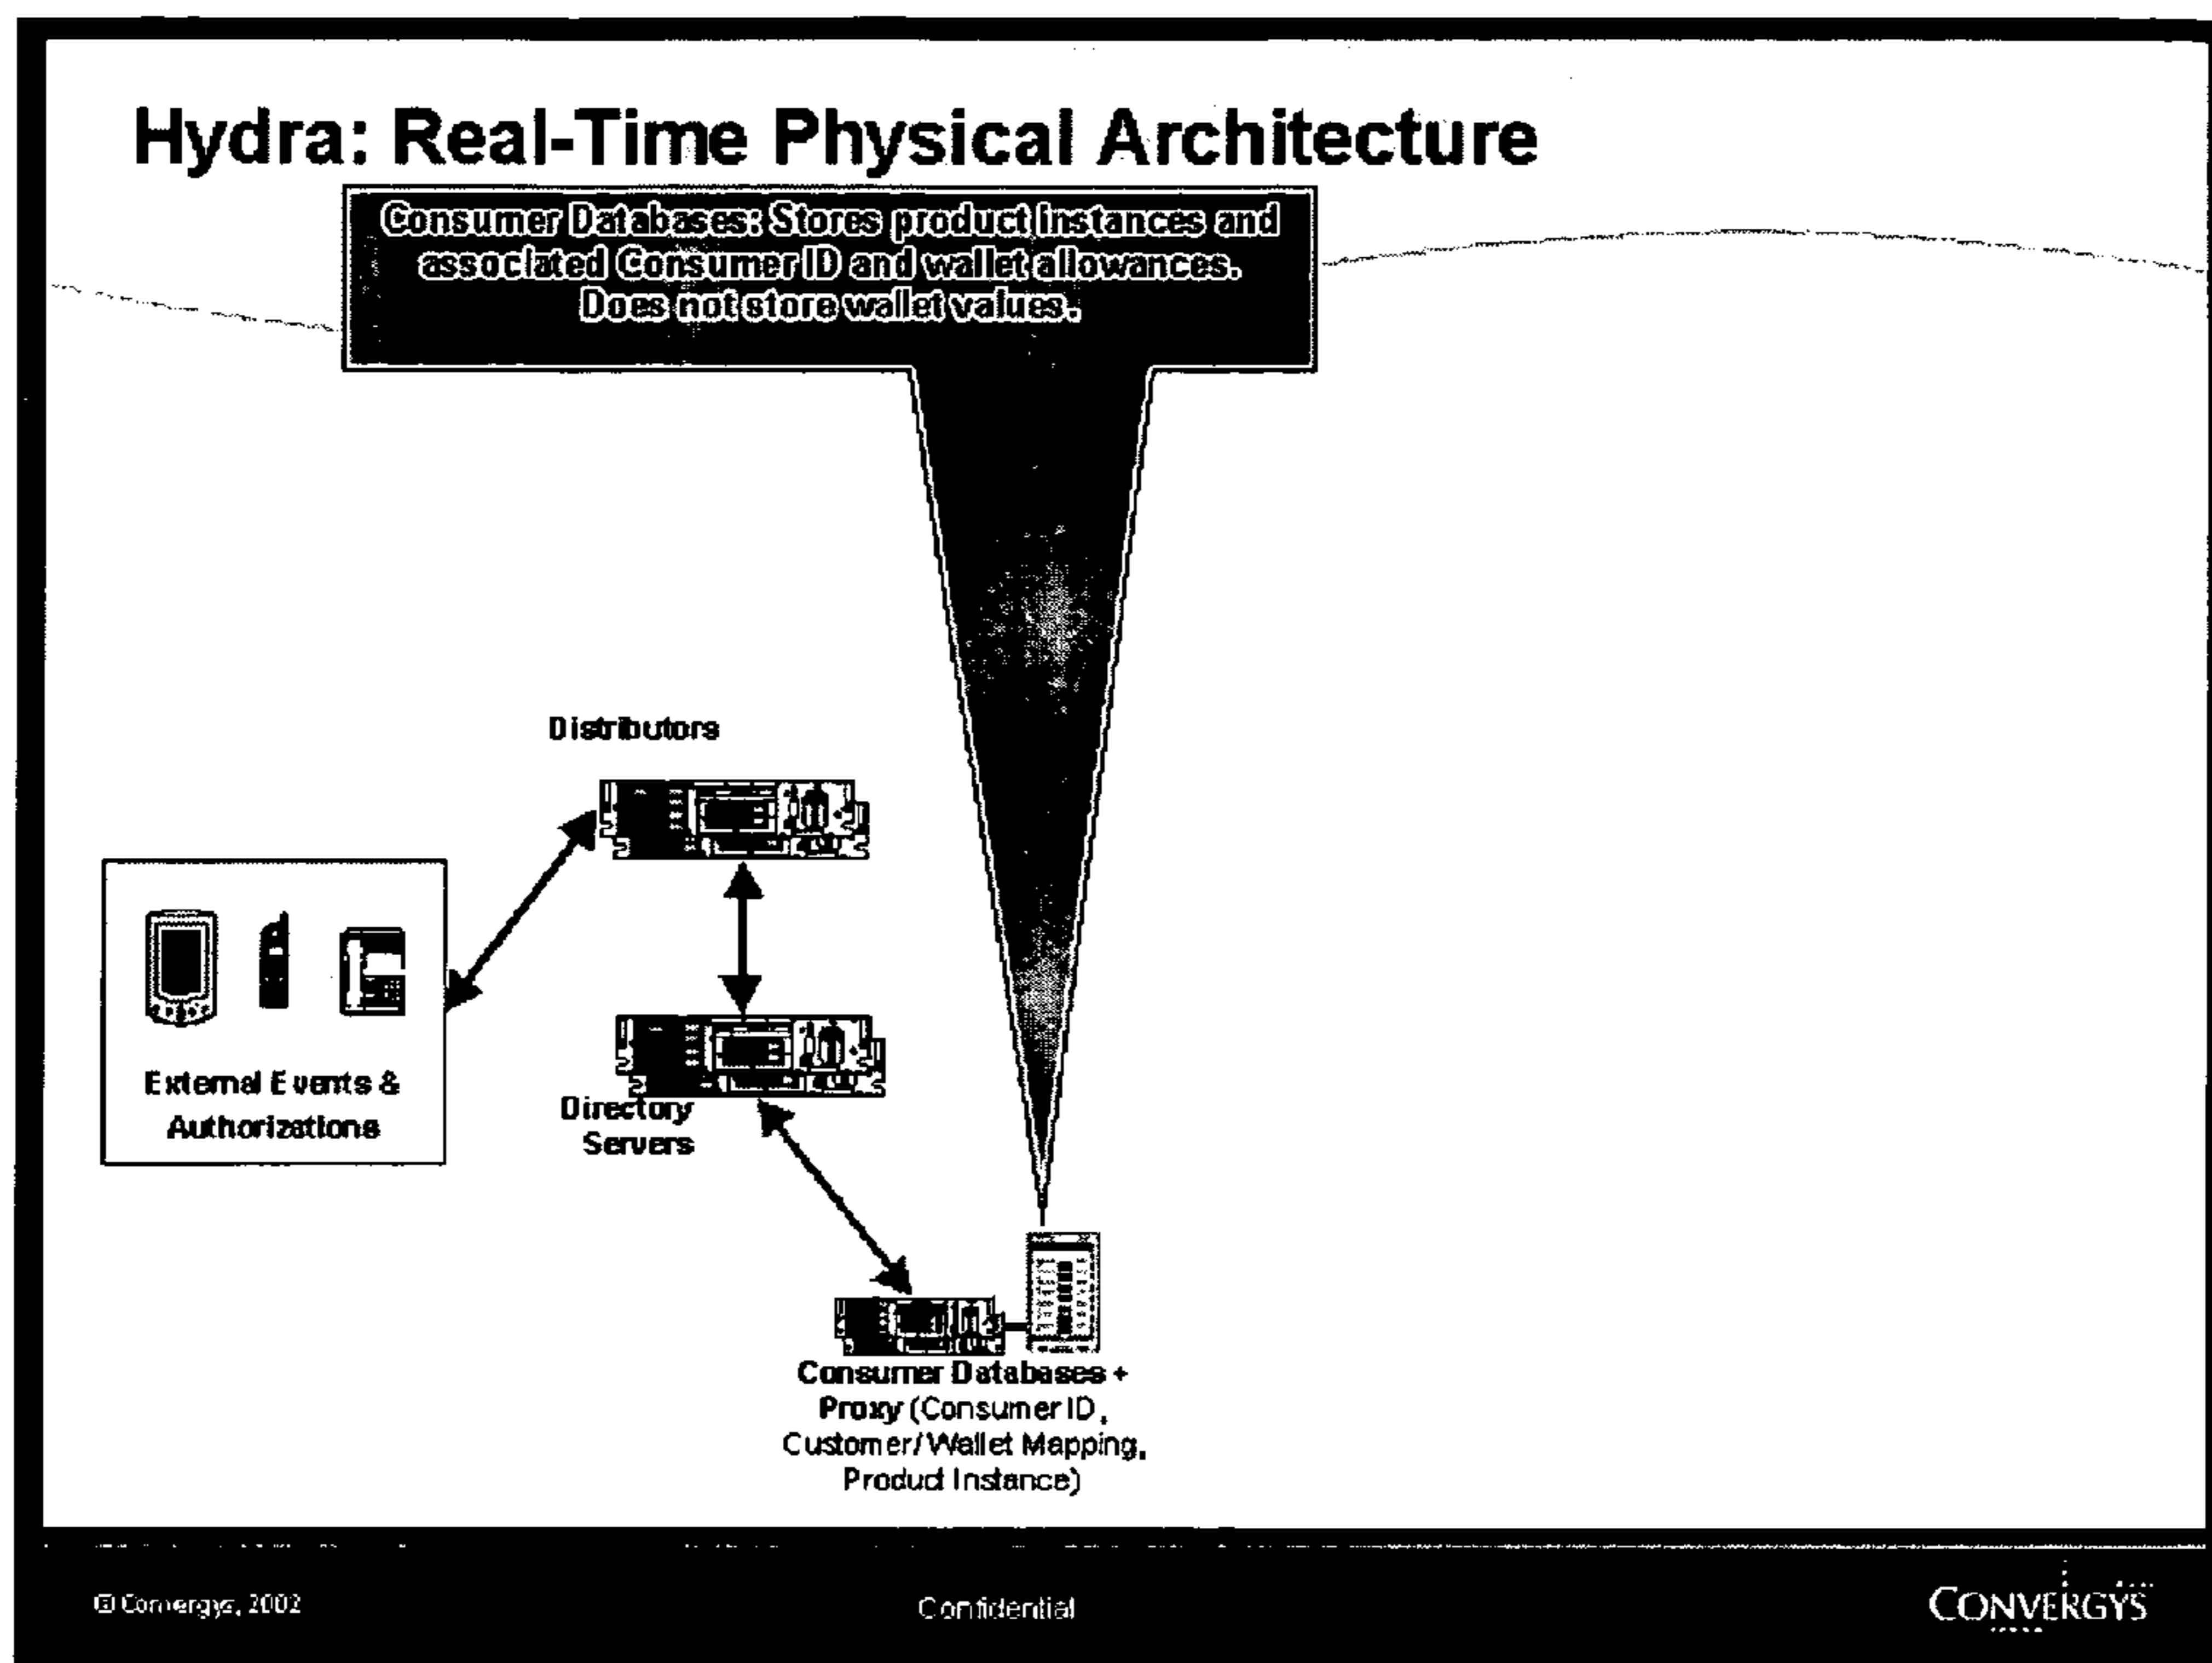 Hydra: Real-Time Physical Architecture
Consumer Databases: Stores product instances and
associated Consumer ID and wallet allowances.
Does not store wallet values.
Distributors
External Events &
Authorizations
Directory
Servers
Consumer Databases +
Proxy (Consumer ID,
Customer/Wallet Mapping,
Product Instance)
© Convergys, 2002
Confidential
CONVERGYS